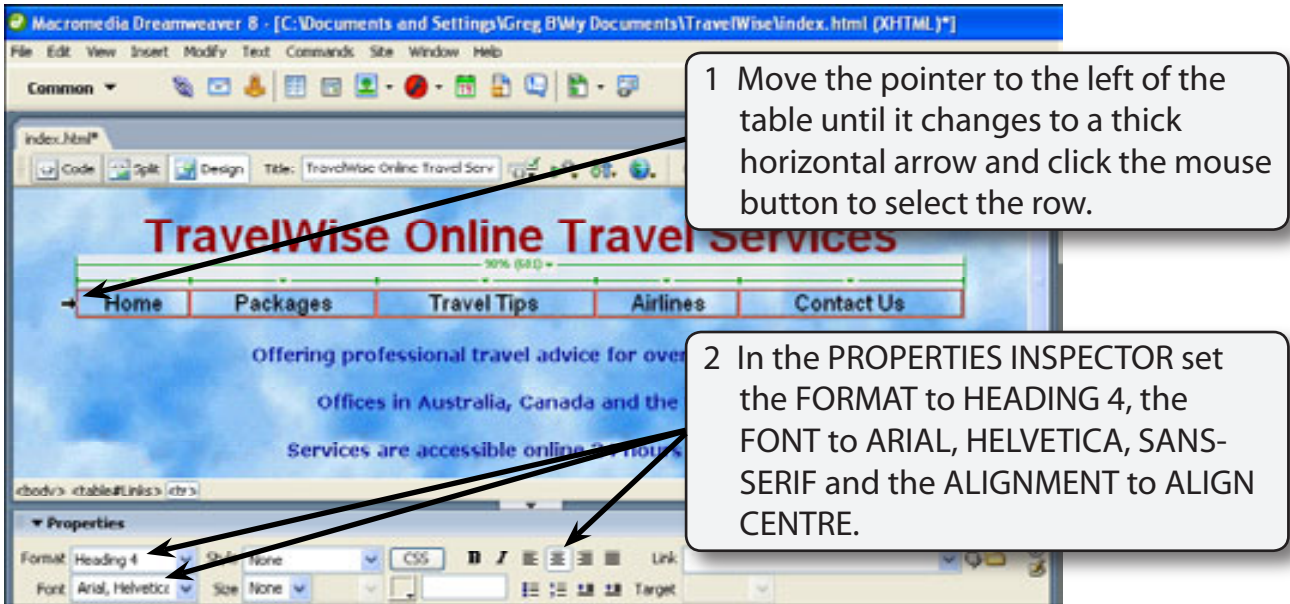 Macromedia Dreamweaver 8 - [C:\Documents and Settings\Greg B\My Documents\TravelWise\index.html (XHTML)*]
File Edit View Insert Modify Text Commands Site Window Help
Common
1 Move the pointer to the left of the
table until it changes to a thick
horizontal arrow and click the mouse
button to select the row.
index.html*
Code Split Design Title: TravelWise Online Travel Serv
TravelWise Online Travel Services
90% (681)
Home Packages Travel Tips Airlines Contact Us
Offering professional travel advice for over
Offices in Australia, Canada and the
Services are accessible online 24 hours
2 In the PROPERTIES INSPECTOR set
the FORMAT to HEADING 4, the
FONT to ARIAL, HELVETICA, SANS-
SERIF and the ALIGNMENT to ALIGN
CENTRE.
<body> <table#Links> <tr>
Properties
Format Heading 4 Style None CSS B I Link
Font Arial, Helvetica Size None Target